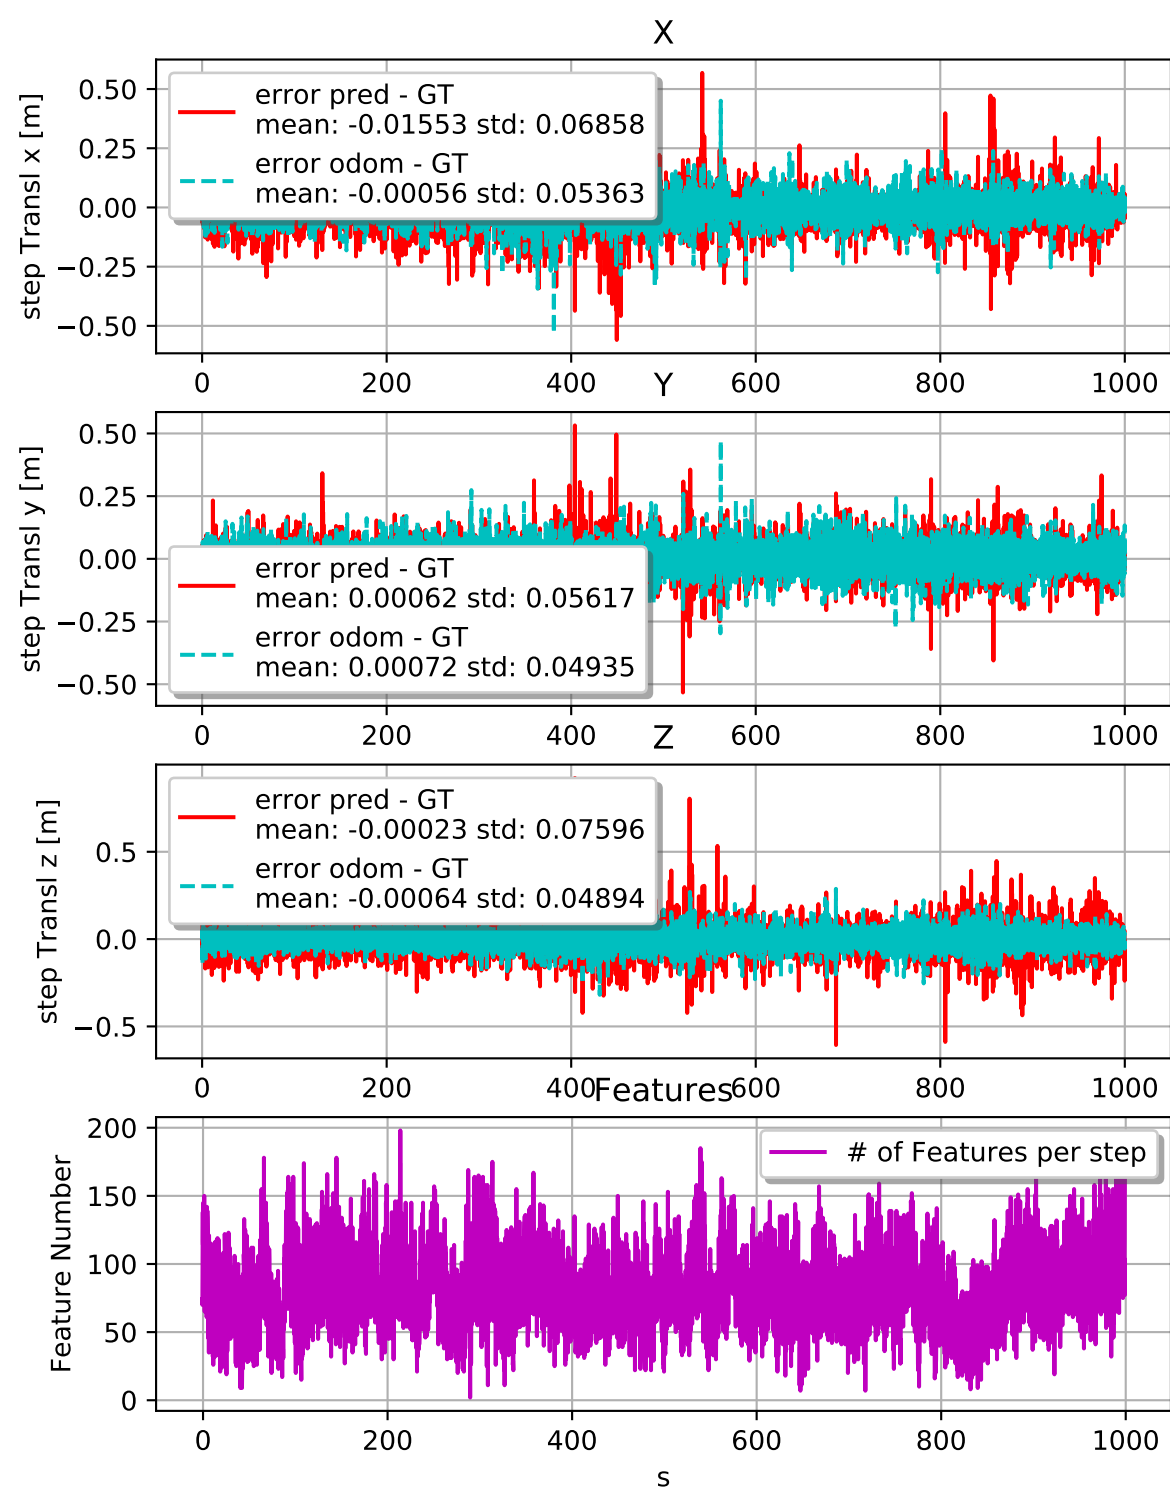 X
step Transl x [m]
0.50
0.25
0.00
−0.25
−0.50
error pred - GT
mean: -0.01553 std: 0.06858
error odom - GT
mean: -0.00056 std: 0.05363
0 200 400 600 800 1000
Y
step Transl y [m]
0.50
0.25
0.00
−0.25
−0.50
error pred - GT
mean: 0.00062 std: 0.05617
error odom - GT
mean: 0.00072 std: 0.04935
0 200 400 600 800 1000
Z
step Transl z [m]
0.5
0.0
−0.5
error pred - GT
mean: -0.00023 std: 0.07596
error odom - GT
mean: -0.00064 std: 0.04894
0 200 400 600 800 1000
Features
Feature Number
200
150
100
50
0
# of Features per step
0 200 400 600 800 1000
s